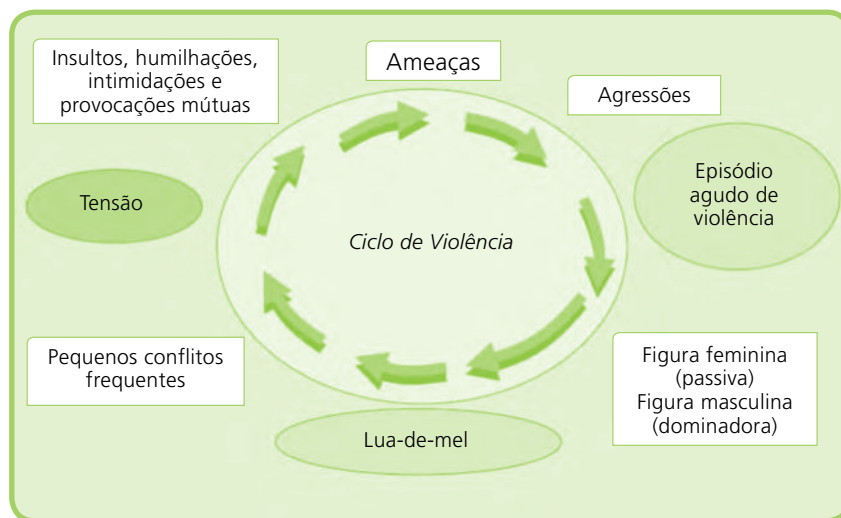 Insultos, humilhações,
intimidações e
provocações mútuas
Ameaças
Agressões
Tensão
Episódio
agudo de
violência
Ciclo de Violência
Pequenos conflitos
frequentes
Figura feminina
(passiva)
Figura masculina
(dominadora)
Lua-de-mel